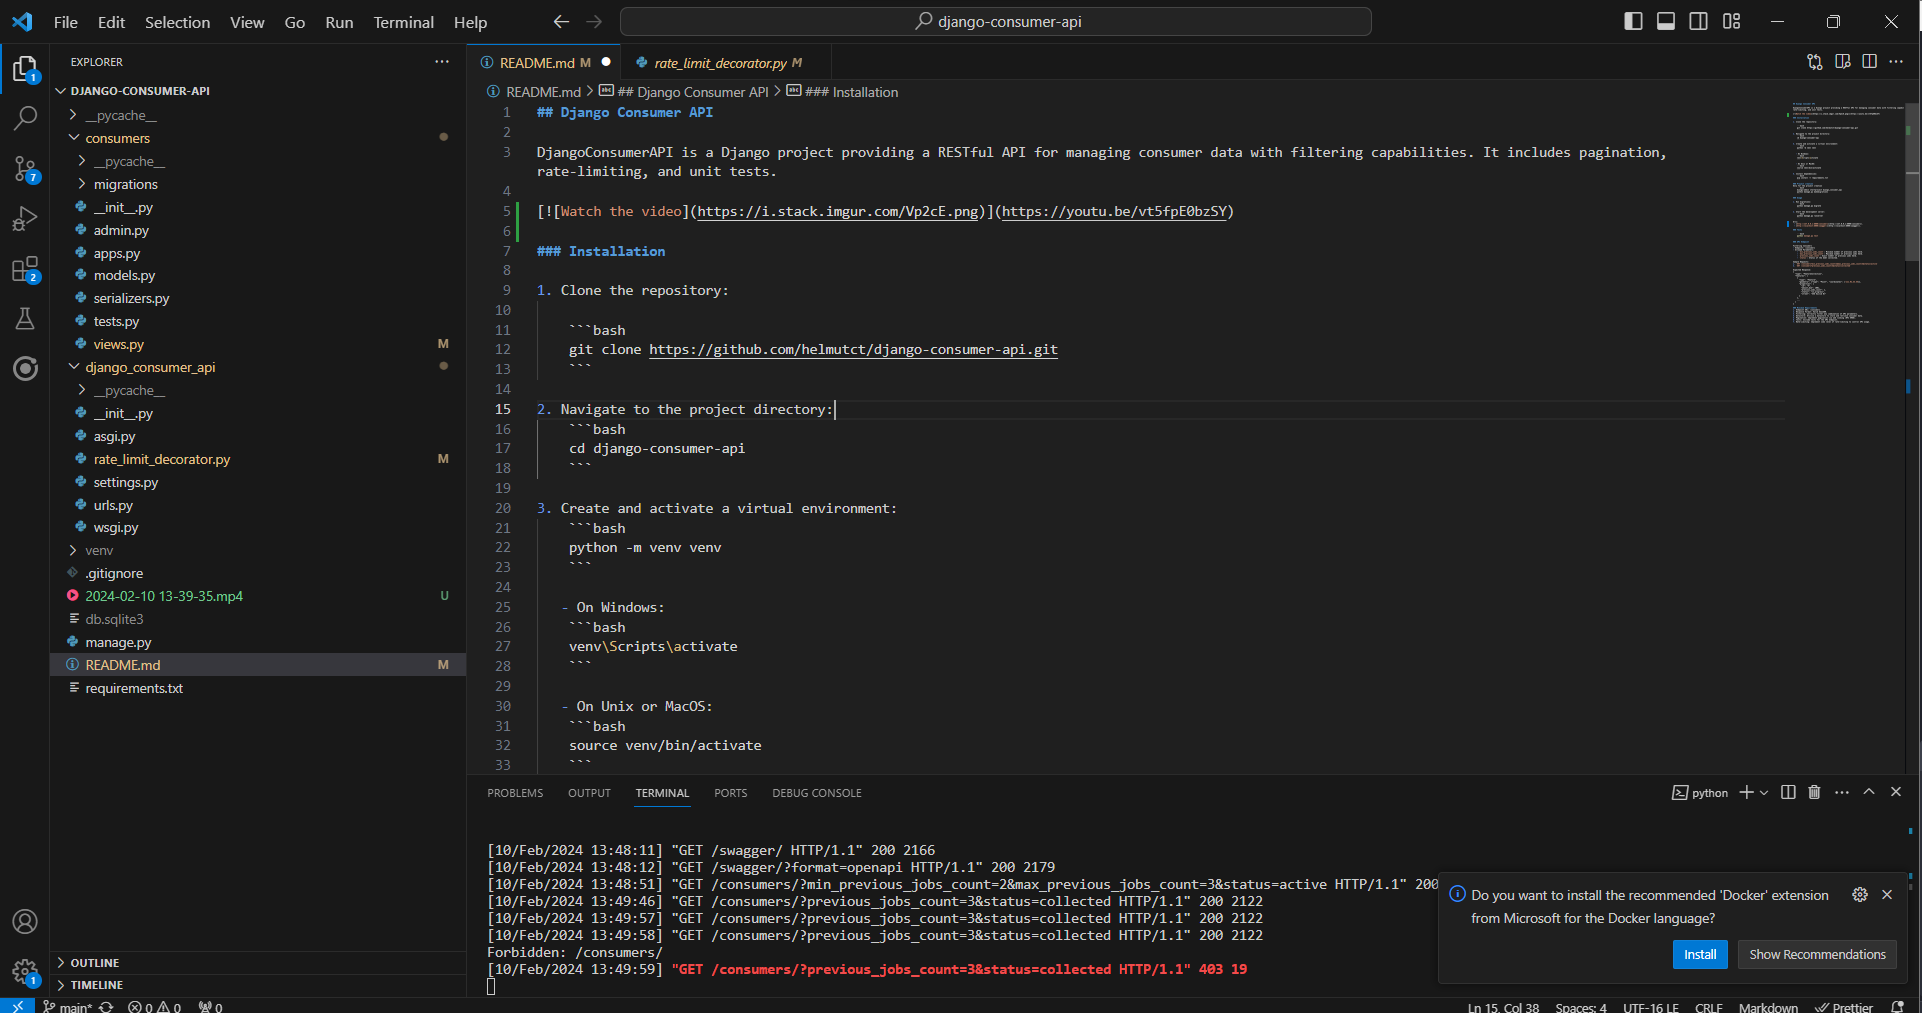 File Edit Selection View Go Run Terminal Help
django-consumer-api
EXPLORER
DJANGO-CONSUMER-API
__pycache__
consumers
__pycache__
migrations
__init__.py
admin.py
apps.py
models.py
serializers.py
tests.py
views.py M
django_consumer_api
__pycache__
__init__.py
asgi.py
rate_limit_decorator.py M
settings.py
urls.py
wsgi.py
venv
.gitignore
2024-02-10 13-39-35.mp4 U
db.sqlite3
manage.py
README.md M
requirements.txt
OUTLINE
TIMELINE
1
7
2
1
README.md M
rate_limit_decorator.py M
README.md > ## Django Consumer API > ### Installation
1 ## Django Consumer API
2
3 DjangoConsumerAPI is a Django project providing a RESTful API for managing consumer data with filtering capabilities. It includes pagination,
rate-limiting, and unit tests.
4
5 [![Watch the video](https://i.stack.imgur.com/Vp2cE.png)](https://youtu.be/vt5fpE0bzSY)
6
7 ### Installation
8
9 1. Clone the repository:
10
11 ```bash
12 git clone https://github.com/helmutct/django-consumer-api.git
13 ```
14
15 2. Navigate to the project directory:
16 ```bash
17 cd django-consumer-api
18 ```
19
20 3. Create and activate a virtual environment:
21 ```bash
22 python -m venv venv
23 ```
24
25 - On Windows:
26 ```bash
27 venv\Scripts\activate
28 ```
29
30 - On Unix or MacOS:
31 ```bash
32 source venv/bin/activate
33 ```
PROBLEMS OUTPUT TERMINAL PORTS DEBUG CONSOLE
python
[10/Feb/2024 13:48:11] "GET /swagger/ HTTP/1.1" 200 2166
[10/Feb/2024 13:48:12] "GET /swagger/?format=openapi HTTP/1.1" 200 2179
[10/Feb/2024 13:48:51] "GET /consumers/?min_previous_jobs_count=2&max_previous_jobs_count=3&status=active HTTP/1.1" 200
[10/Feb/2024 13:49:46] "GET /consumers/?previous_jobs_count=3&status=collected HTTP/1.1" 200 2122
[10/Feb/2024 13:49:57] "GET /consumers/?previous_jobs_count=3&status=collected HTTP/1.1" 200 2122
[10/Feb/2024 13:49:58] "GET /consumers/?previous_jobs_count=3&status=collected HTTP/1.1" 200 2122
Forbidden: /consumers/
[10/Feb/2024 13:49:59] "GET /consumers/?previous_jobs_count=3&status=collected HTTP/1.1" 403 19
Do you want to install the recommended 'Docker' extension
from Microsoft for the Docker language?
Install Show Recommendations
main* 0 0 0
Ln 15, Col 38 Spaces: 4 UTF-16 LE CRLF Markdown Prettier